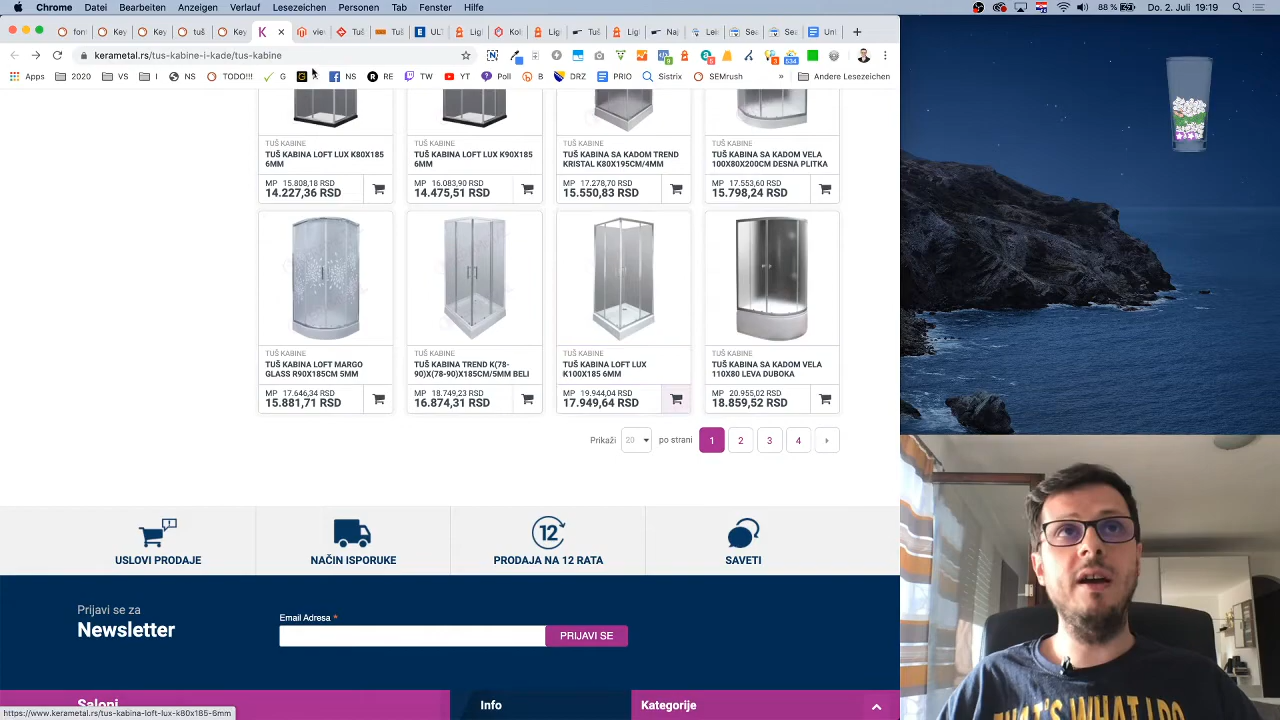 Chrome Datei Bearbeiten Anzeigen Verlauf Lesezeichen Personen Tab Fenster Hilfe
88% Do. 2. Juli 19:19
kerametal.rs/tus-kabine-i-kade/tus-kabine
Apps 2020 VS I NS TODO!!! G NS RE TW YT Poll B DRZ PRIO Sistrix SEMrush » Andere Lesezeichen
TUŠ KABINE TUŠ KABINE TUŠ KABINE TUŠ KABINE
TUŠ KABINA LOFT LUX K80X185 TUŠ KABINA LOFT LUX K90X185 TUŠ KABINA SA KADOM TREND TUŠ KABINA SA KADOM VELA
6MM 6MM KRISTAL K80X195CM/4MM 100X80X200CM DESNA PLITKA
MP 15.808,18 RSD MP 16.083,90 RSD MP 17.278,70 RSD MP 17.553,60 RSD
14.227,36 RSD 14.475,51 RSD 15.550,83 RSD 15.798,24 RSD
TUŠ KABINE TUŠ KABINE TUŠ KABINE TUŠ KABINE
TUŠ KABINA LOFT MARGO TUŠ KABINA TREND K(78- TUŠ KABINA LOFT LUX TUŠ KABINA SA KADOM VELA
GLASS R90X185CM 5MM 90)X(78-90)X185CM/5MM BELI K100X185 6MM 110X80 LEVA DUBOKA
MP 17.646,34 RSD MP 18.749,23 RSD MP 19.944,04 RSD MP 20.955,02 RSD
15.881,71 RSD 16.874,31 RSD 17.949,64 RSD 18.859,52 RSD
Prikaži 20 po strani 1 2 3 4
12
USLOVI PRODAJE NAČIN ISPORUKE PRODAJA NA 12 RATA SAVETI
Prijavi se za
Newsletter
Email Adresa *
PRIJAVI SE
Saloni Info Kategorije
https://www.kerametal.rs/tus-kabina-loft-lux-k80x185-6mm
THAT'S WHAT I DO